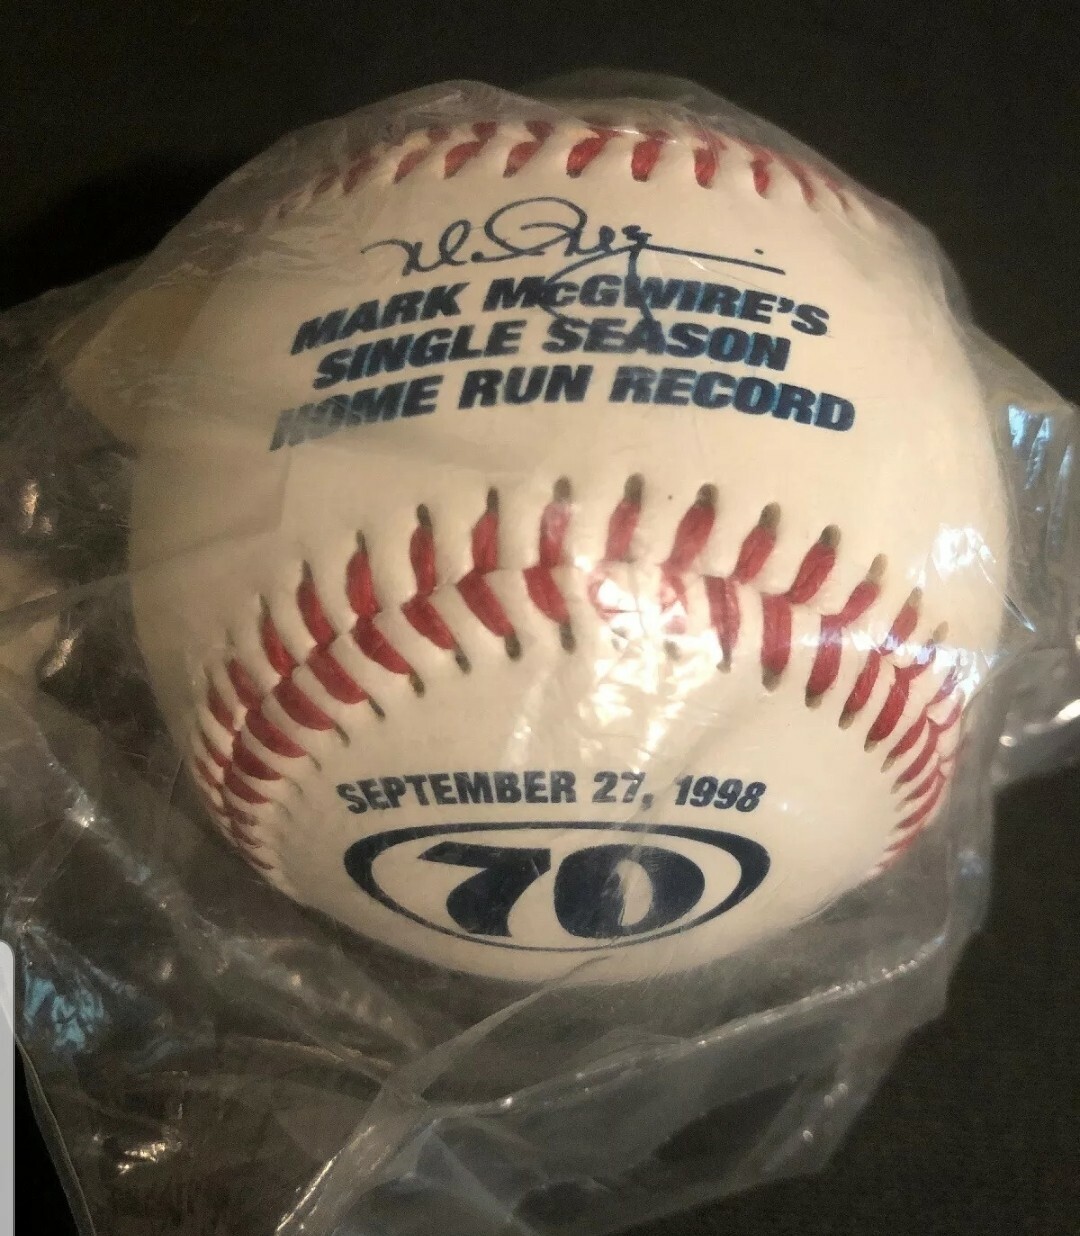 MARK McGWIRE'S
SINGLE SEASON
HOME RUN RECORD
SEPTEMBER 27, 1998
70